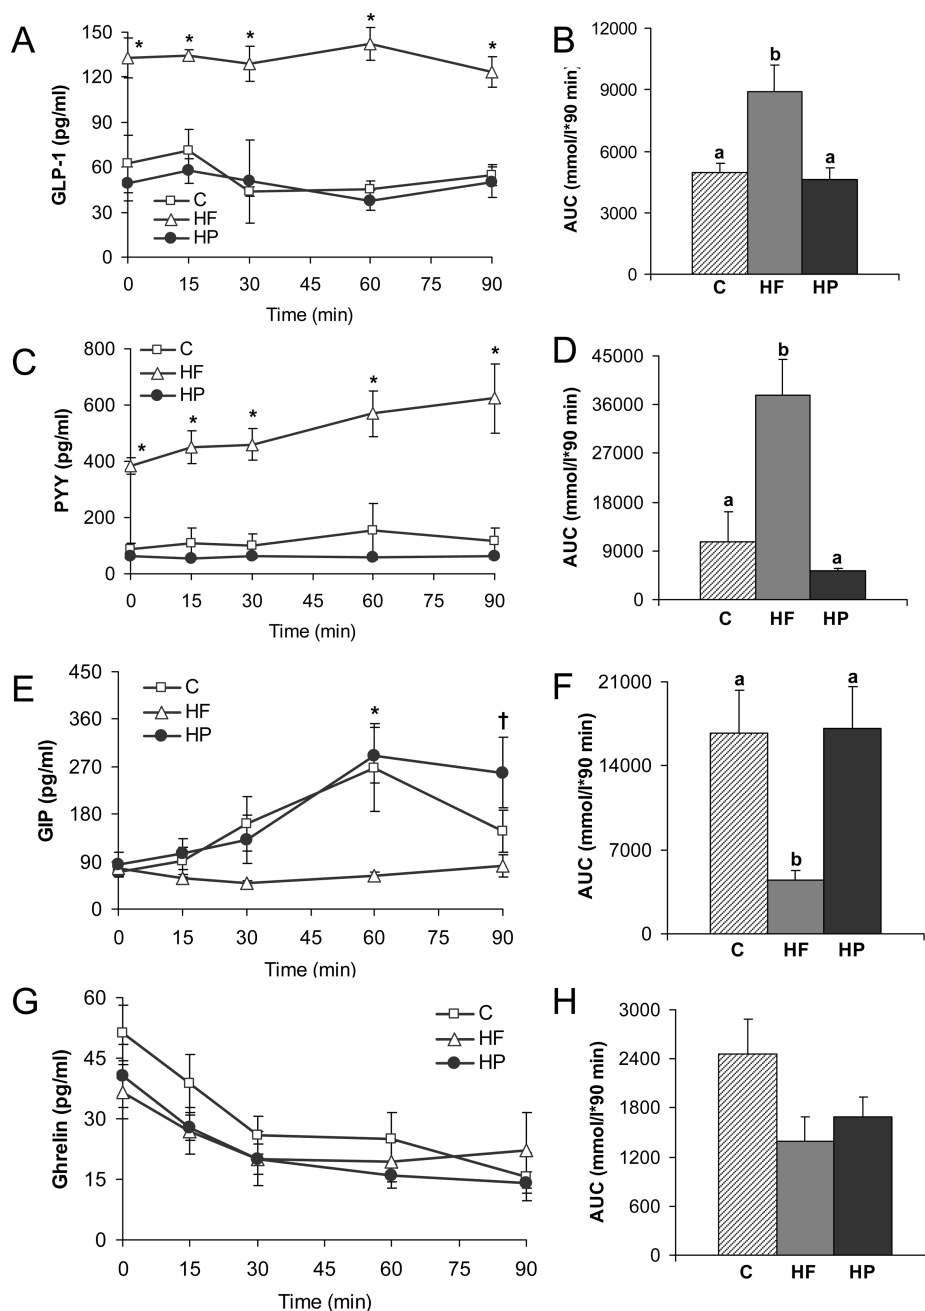 A
GLP-1 (pg/ml)
150
120
90
60
30
0
* * * * *
C
HF
HP
0 15 30 45 60 75 90
Time (min)
B
AUC (mmol/l*90 min)
12000
9000
6000
3000
0
a b a
C HF HP
C
PYY (pg/ml)
800
600
400
200
0
C
HF
HP
* * * * *
0 15 30 45 60 75 90
Time (min)
D
AUC (mmol/l*90 min)
45000
36000
27000
18000
9000
0
a b a
C HF HP
E
GIP (pg/ml)
450
360
270
180
90
0
C
HF
HP
* †
0 15 30 45 60 75 90
Time (min)
F
AUC (mmol/l*90 min)
21000
14000
7000
0
a b a
C HF HP
G
Ghrelin (pg/ml)
60
45
30
15
0
C
HF
HP
0 15 30 45 60 75 90
Time (min)
H
AUC (mmol/l*90 min)
3000
2400
1800
1200
600
0
C HF HP